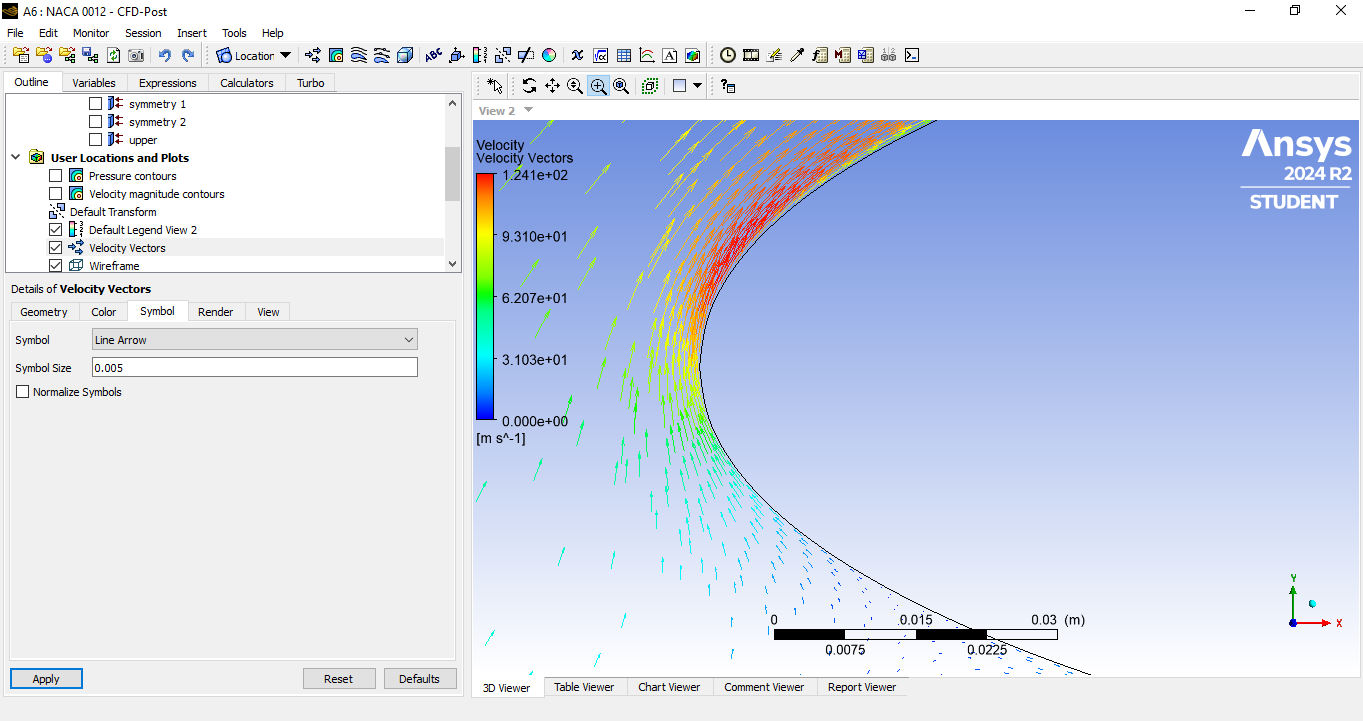 A6 : NACA 0012 - CFD-Post
File Edit Monitor Session Insert Tools Help
Location
Outline Variables Expressions Calculators Turbo
symmetry 1
symmetry 2
upper
User Locations and Plots
Pressure contours
Velocity magnitude contours
Default Transform
Default Legend View 2
Velocity Vectors
Wireframe
Details of Velocity Vectors
Geometry Color Symbol Render View
Symbol Line Arrow
Symbol Size 0.005
Normalize Symbols
Apply Reset Defaults
View 2
Velocity
Velocity Vectors
1.241e+02
9.310e+01
6.207e+01
3.103e+01
0.000e+00
[m s^-1]
Ansys
2024 R2
STUDENT
Y
X
0 0.015 0.03 (m)
0.0075 0.0225
3D Viewer Table Viewer Chart Viewer Comment Viewer Report Viewer